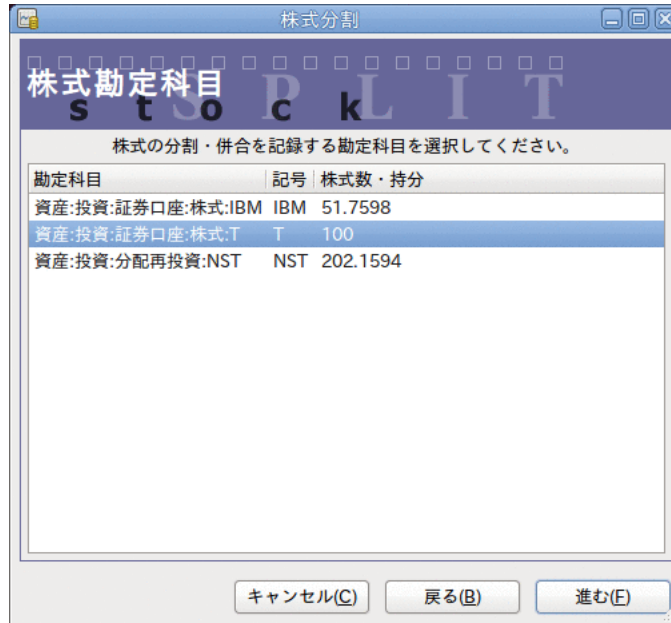 株式分割
SPLIT
株式勘定科目
stock
株式の分割・併合を記録する勘定科目を選択してください。
勘定科目 記号 株式数・持分
資産:投資:証券口座:株式:IBM IBM 51.7598
資産:投資:証券口座:株式:T T 100
資産:投資:分配再投資:NST NST 202.1594
キャンセル(C) 戻る(B) 進む(F)